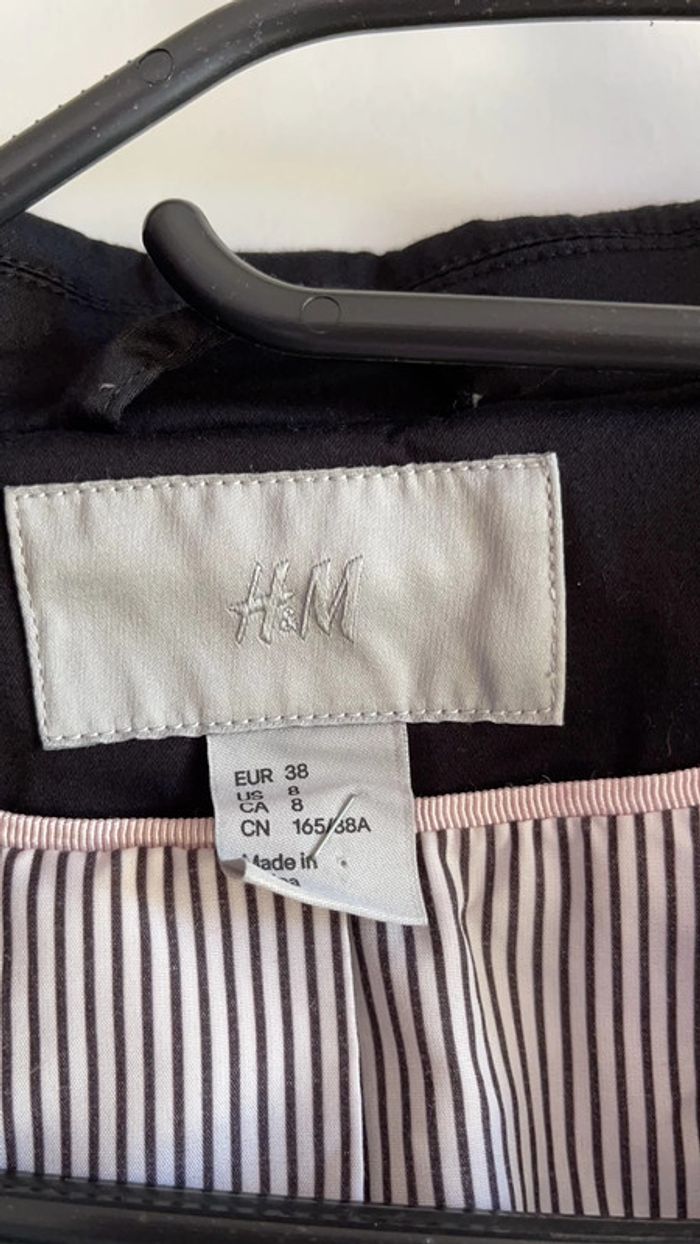 H&M
EUR 38
US 8
CA 8
CN 165/88A
Made in